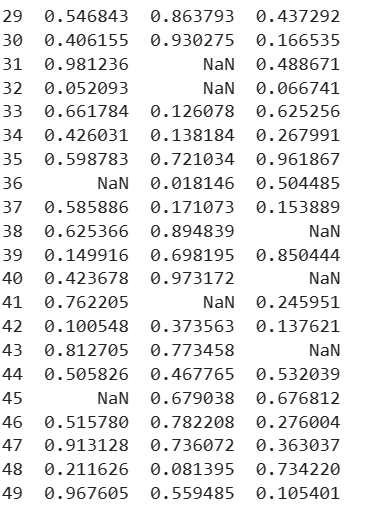 29 0.546843 0.863793 0.437292
30 0.406155 0.930275 0.166535
31 0.981236 NaN 0.488671
32 0.052093 NaN 0.066741
33 0.661784 0.126078 0.625256
34 0.426031 0.138184 0.267991
35 0.598783 0.721034 0.961867
36 NaN 0.018146 0.504485
37 0.585886 0.171073 0.153889
38 0.625366 0.894839 NaN
39 0.149916 0.698195 0.850444
40 0.423678 0.973172 NaN
41 0.762205 NaN 0.245951
42 0.100548 0.373563 0.137621
43 0.812705 0.773458 NaN
44 0.505826 0.467765 0.532039
45 NaN 0.679038 0.676812
46 0.515780 0.782208 0.276004
47 0.913128 0.736072 0.363037
48 0.211626 0.081395 0.734220
49 0.967605 0.559485 0.105401